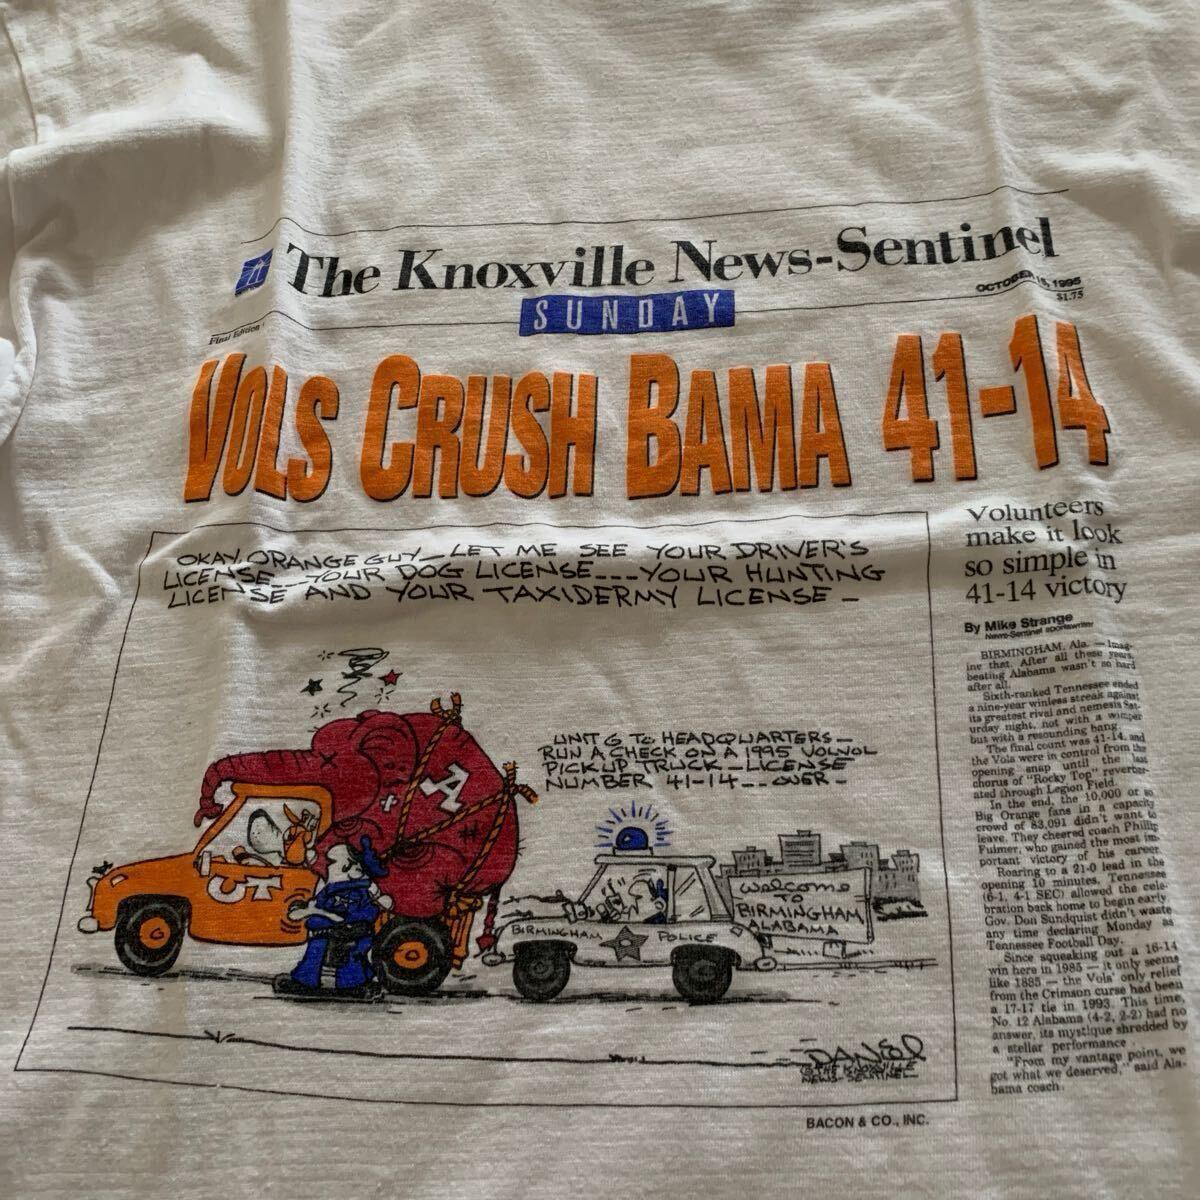 The Knoxville News-Sentinel
SUNDAY
OCTOBER 15, 1995
$1.75
Final Edition
VOLS CRUSH BAMA 41-14
OKAY, ORANGE GUY_LET ME SEE YOUR DRIVER'S
LICENSE...YOUR DOG LICENSE---YOUR HUNTING
LICENSE AND YOUR TAXIDERMY LICENSE_
A
UNIT 6 TO HEADQUARTERS_
RUN A CHECK ON A 1995 VOLVOL
PICKUP TRUCK_LICENSE
NUMBER 41-14__OVER_
UT
BIRMINGHAM POLICE
WELCOME
TO
BIRMINGHAM,
ALABAMA
DANIEL
©THE KNOXVILLE
NEWS-SENTINEL
BACON & CO., INC.
Volunteers
make it look
so simple in
41-14 victory
By Mike Strange
News-Sentinel sportswriter
BIRMINGHAM, Ala. — Imag-
ine that. After all these years,
beating Alabama wasn't so hard
after all.
Sixth-ranked Tennessee ended
a nine-year winless streak against
its greatest rival and nemesis Sat-
urday night, not with a whimper
but with a resounding bang.
The final count was 41-14, and
the Vols were in control from the
opening snap until the last
chorus of "Rocky Top" reverber-
ated through Legion Field.
In the end, the 10,000 or so
Big Orange fans in a capacity
crowd of 83,091 didn't want to
leave. They cheered coach Phillip
Fulmer, who gained the most im-
portant victory of his career.
Roaring to a 21-0 lead in the
opening 10 minutes, Tennessee
(6-1, 4-1 SEC) allowed the cele-
bration back home to begin early.
Gov. Don Sundquist didn't waste
any time declaring Monday as
Tennessee Football Day.
Since squeaking out a 16-14
win here in 1985 — it only seems
like 1885 — the Vols' only relief
from the Crimson curse had been
a 17-17 tie in 1993. This time,
No. 12 Alabama (4-2, 2-2) had no
answer, its mystique shredded by
a stellar performance.
"From my vantage point, we
got what we deserved," said Ala-
bama coach